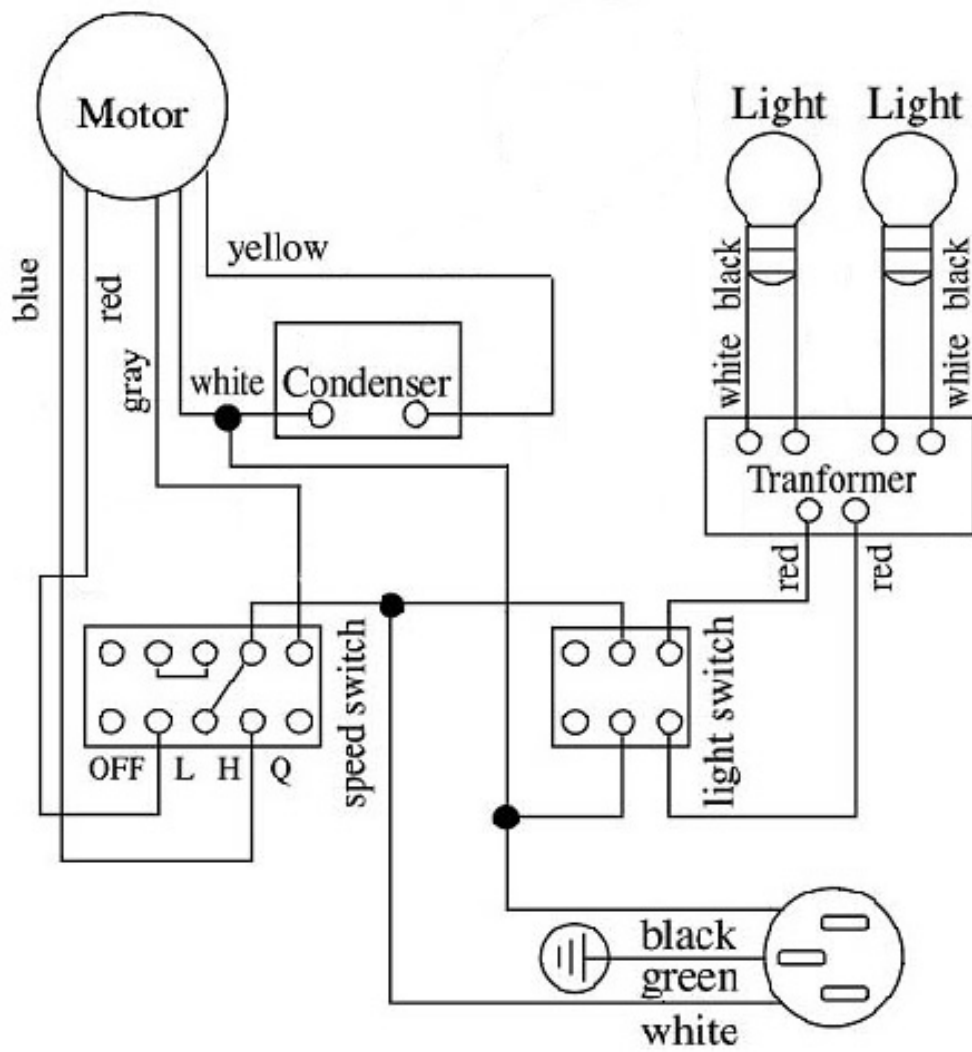 Motor
Light Light
yellow
blue
red
gray
white
Condenser
white black
white black
Tranformer
red
red
speed switch
light switch
OFF L H Q
black
green
white